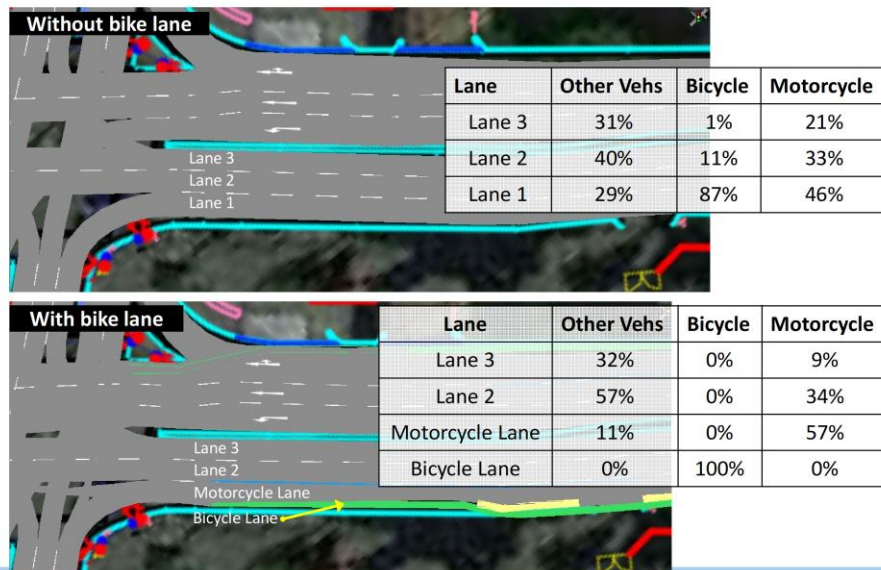 Without bike lane
Lane Other Vehs Bicycle Motorcycle
Lane 3 31% 1% 21%
Lane 2 40% 11% 33%
Lane 1 29% 87% 46%
Lane 3
Lane 2
Lane 1
With bike lane
Lane Other Vehs Bicycle Motorcycle
Lane 3 32% 0% 9%
Lane 2 57% 0% 34%
Motorcycle Lane 11% 0% 57%
Bicycle Lane 0% 100% 0%
Lane 3
Lane 2
Motorcycle Lane
Bicycle Lane